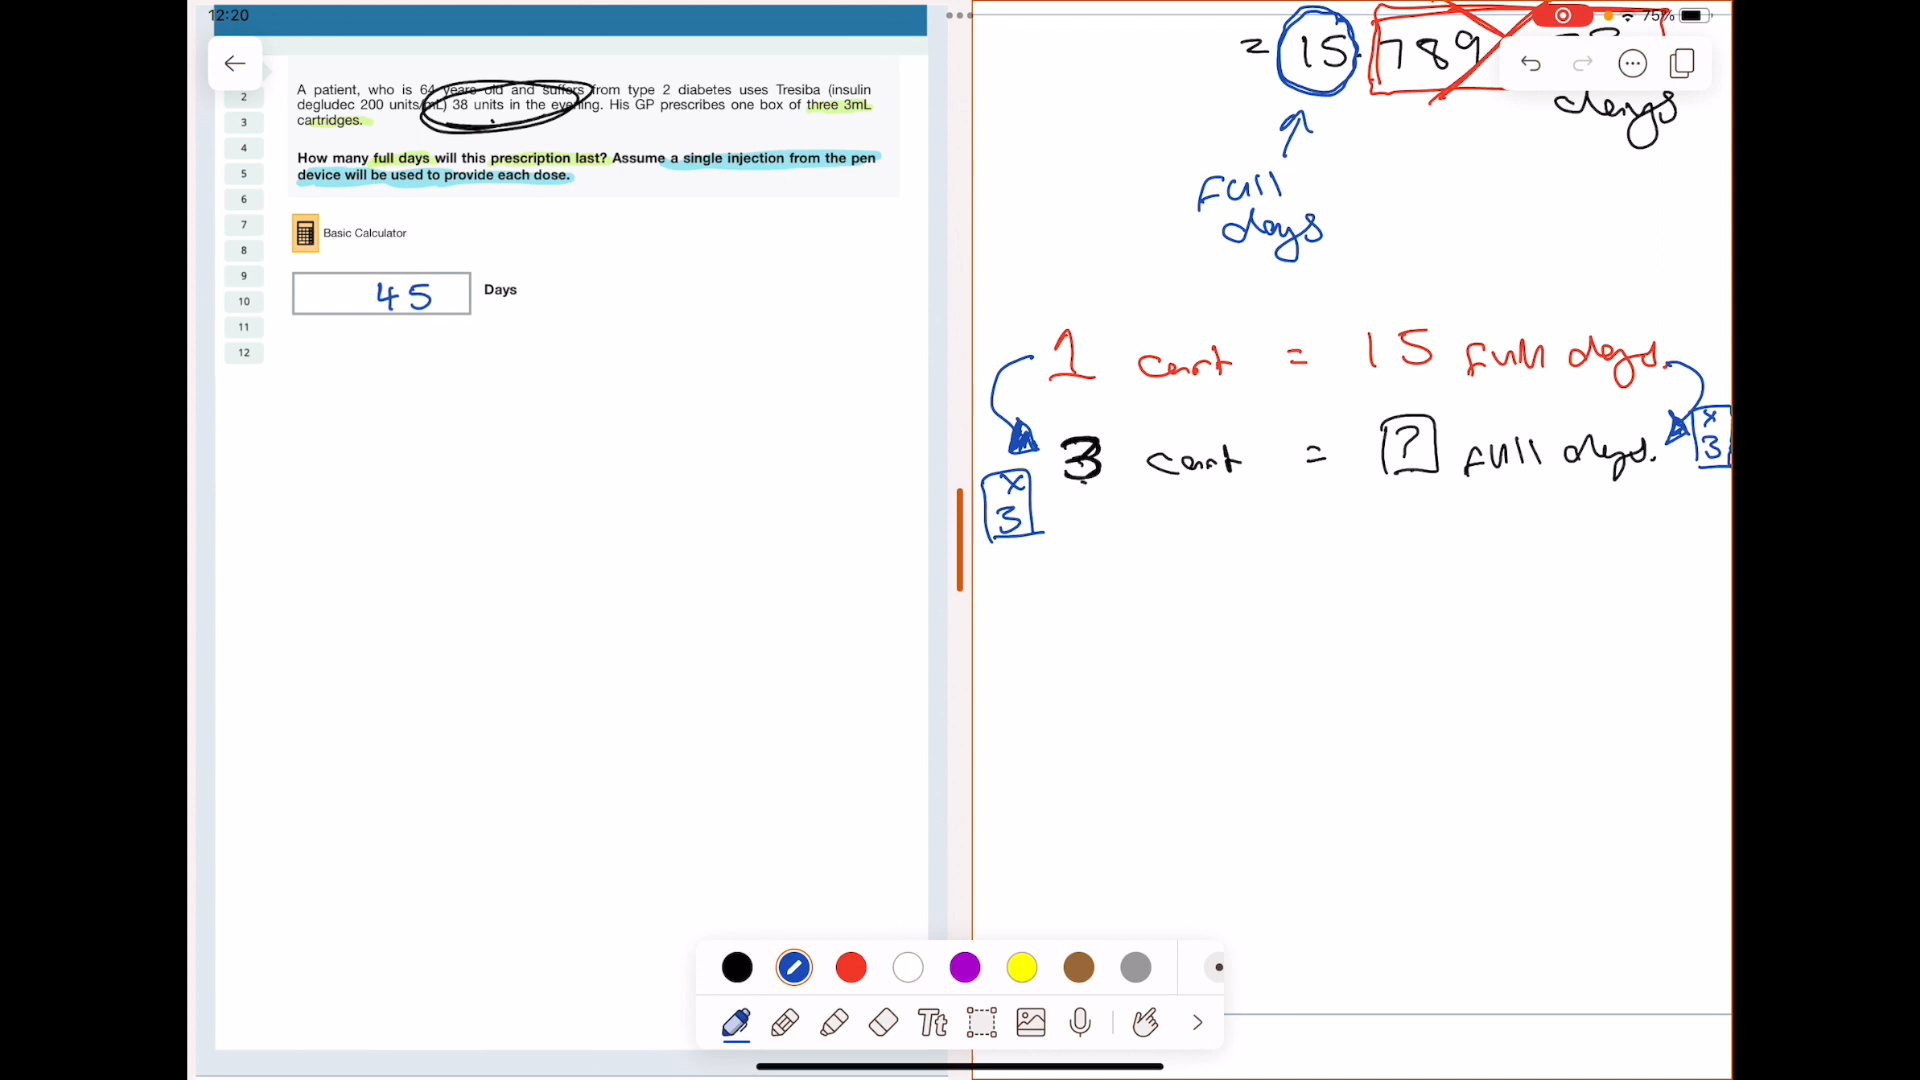 12:20
75%
A patient, who is 64 years old and suffers from type 2 diabetes uses Tresiba (insulin
degludec 200 units/mL) 38 units in the evening. His GP prescribes one box of three 3mL
cartridges.
How many full days will this prescription last? Assume a single injection from the pen
device will be used to provide each dose.
Basic Calculator
45 Days
2
3
4
5
6
7
8
9
10
11
12
= 15.789
days
full
days
1 cart = 15 full days.
3 cart = ? full days.
x
3
x
3
Tt